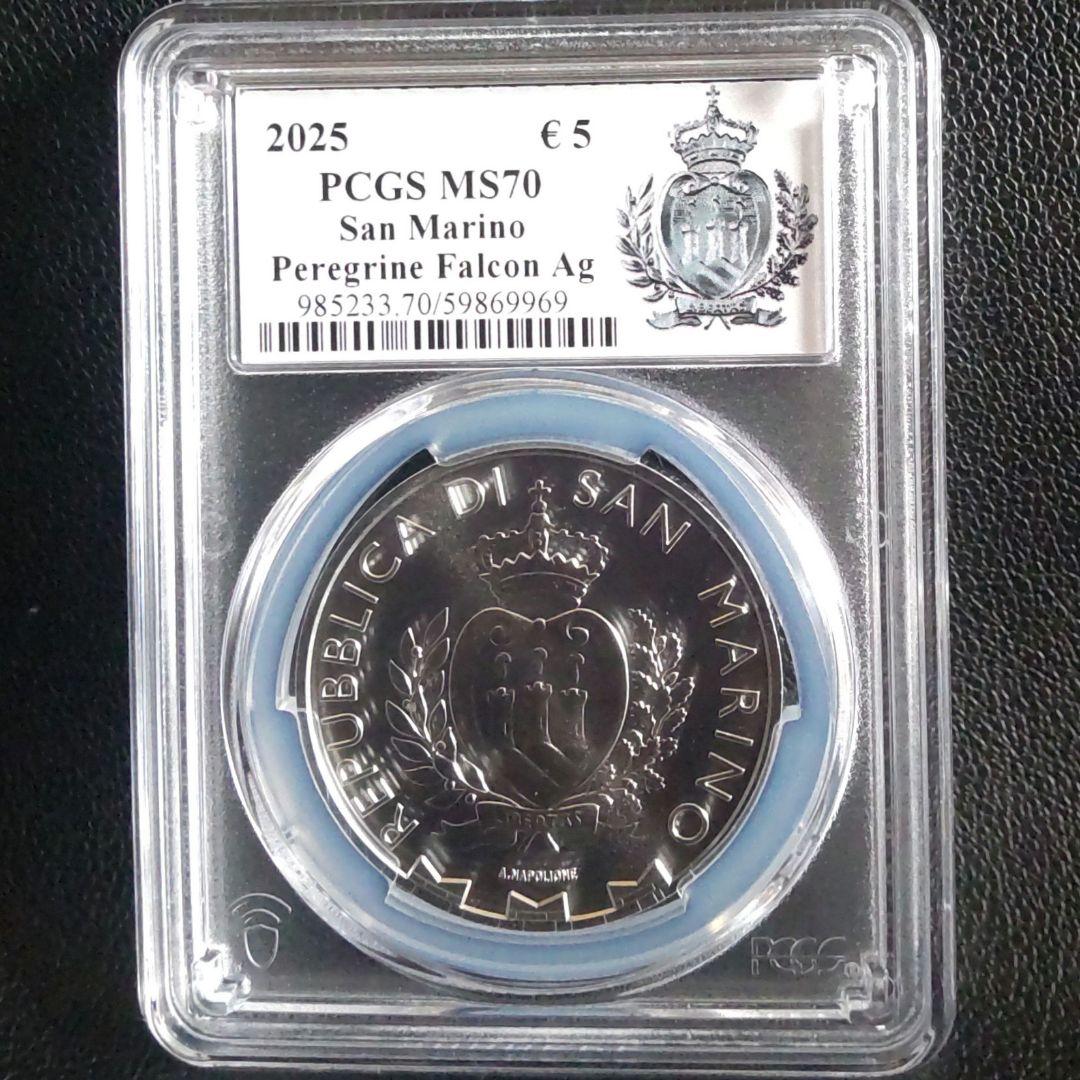 2025 € 5
PCGS MS70
San Marino
Peregrine Falcon Ag
985233.70/59869969
LIBERTAS
REPUBBLICA DI SAN MARINO
LIBERTAS
A.NAPOLIONE
PCGS